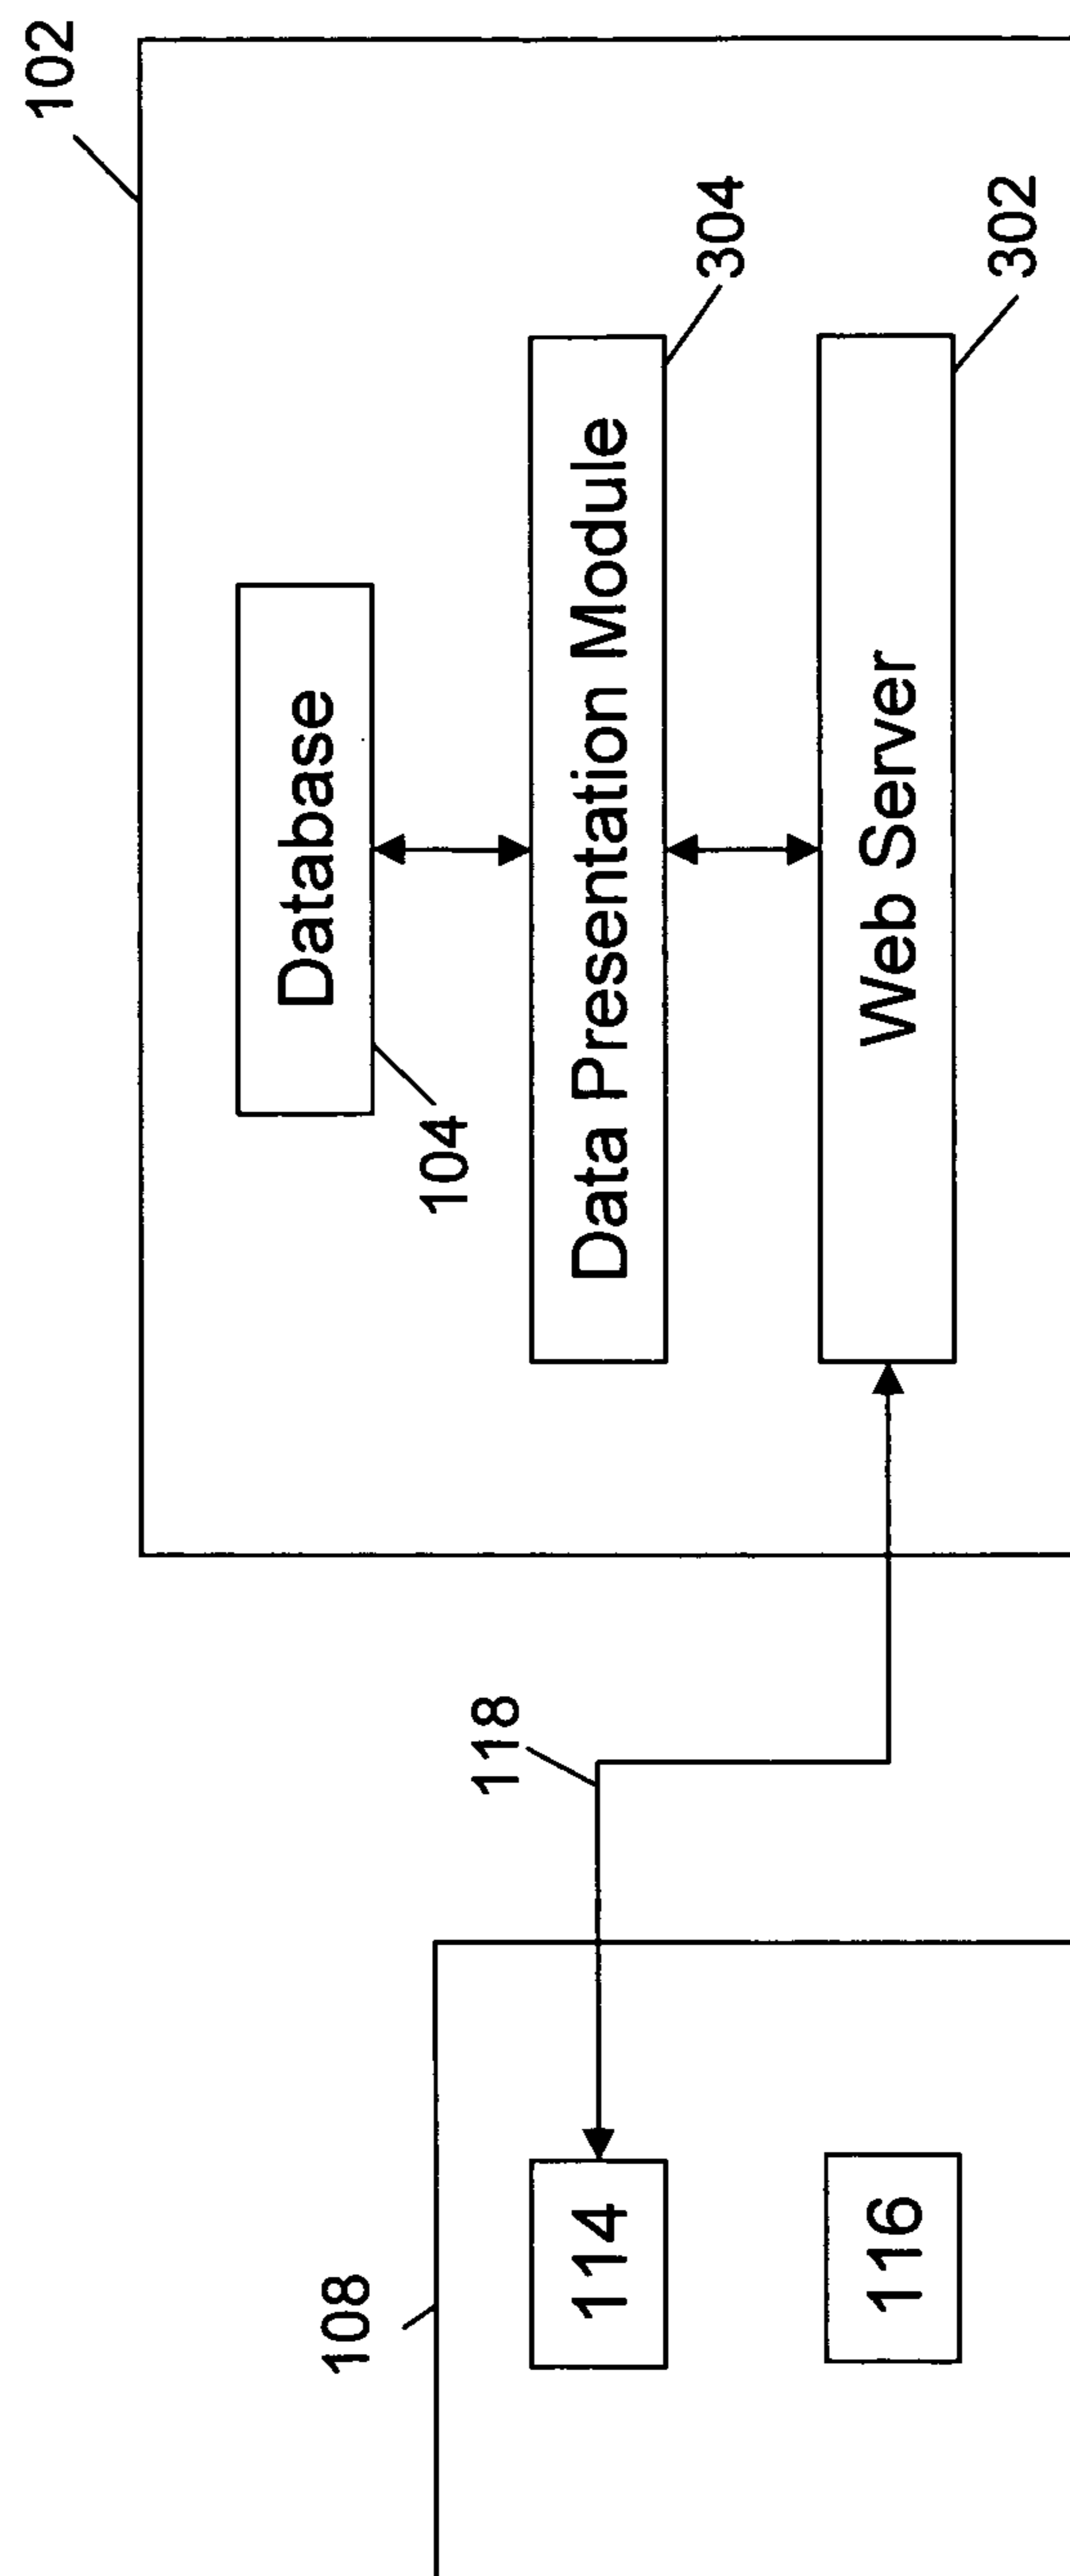 102
Database
104
Data Presentation Module
304
Web Server
302
118
108
114
116